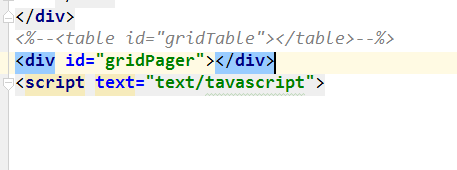 </div>
<%--<table id="gridTable"></table>--%>
<div id="gridPager"></div>
<script text="text/tavascript">